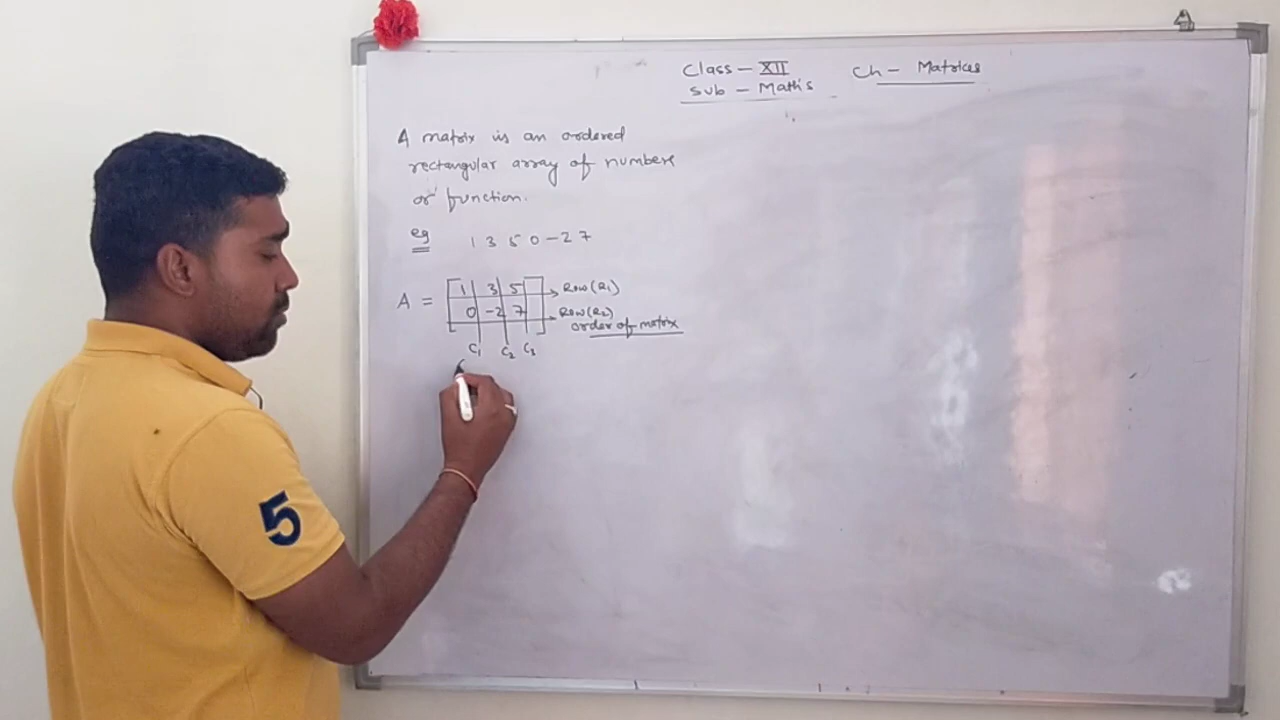 Class - XII
Ch - Matrices
Sub - Maths
A matrix is an ordered
rectangular array of numbers
or function.
eg 1 3 5 0 -2 7
A = [ 1 3 5 ] → Row (R1)
[ 0 -2 7 ] → Row (R2)
order of matrix
C1 C2 C3
5